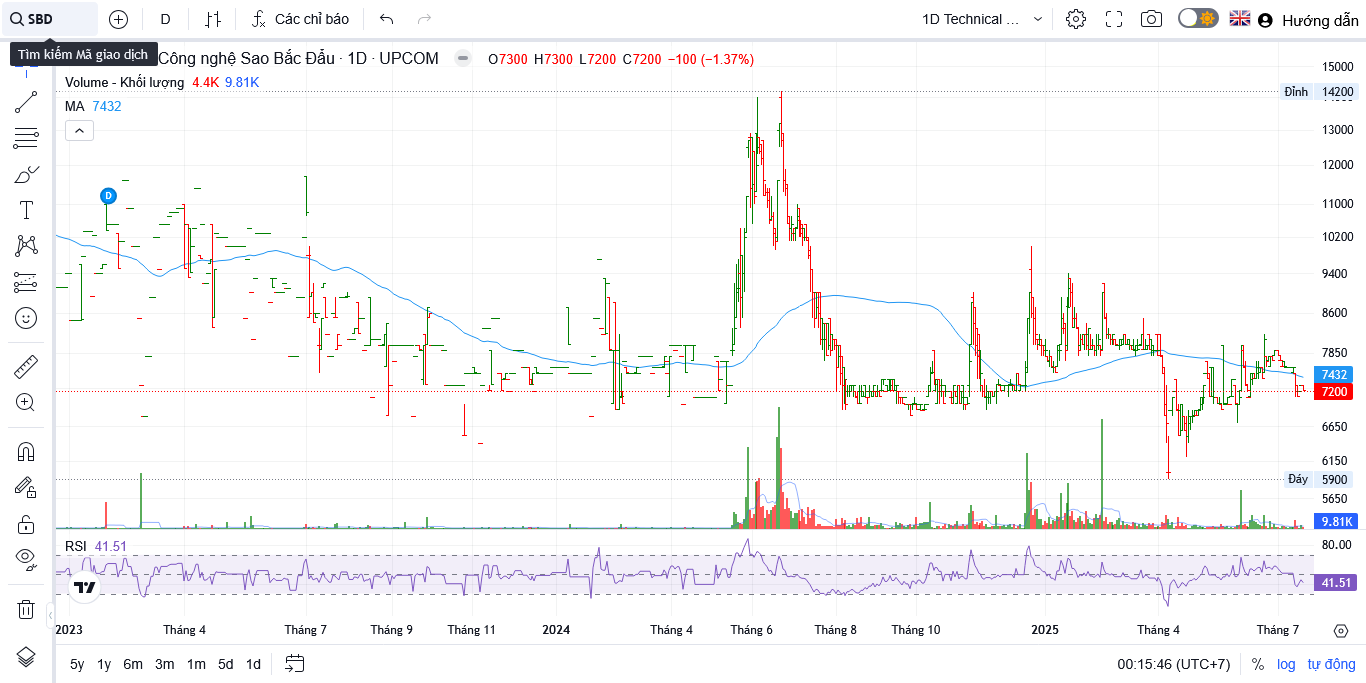 SBD
D
Các chỉ báo
1D Technical ...
Hướng dẫn
Tìm kiếm Mã giao dịch
Công nghệ Sao Bắc Đẩu · 1D · UPCOM
O7300 H7300 L7200 C7200 −100 (−1.37%)
Volume - Khối lượng 4.4K 9.81K
MA 7432
D
15000
Đỉnh 14200
13000
12000
11000
10200
9400
8600
7850
7432
7200
6650
6150
Đáy 5900
5650
9.81K
RSI 41.51
80.00
41.51
2023 Tháng 4 Tháng 7 Tháng 9 Tháng 11 2024 Tháng 4 Tháng 6 Tháng 8 Tháng 10 2025 Tháng 4 Tháng 7
5y 1y 6m 3m 1m 5d 1d
00:15:46 (UTC+7) % log tự động